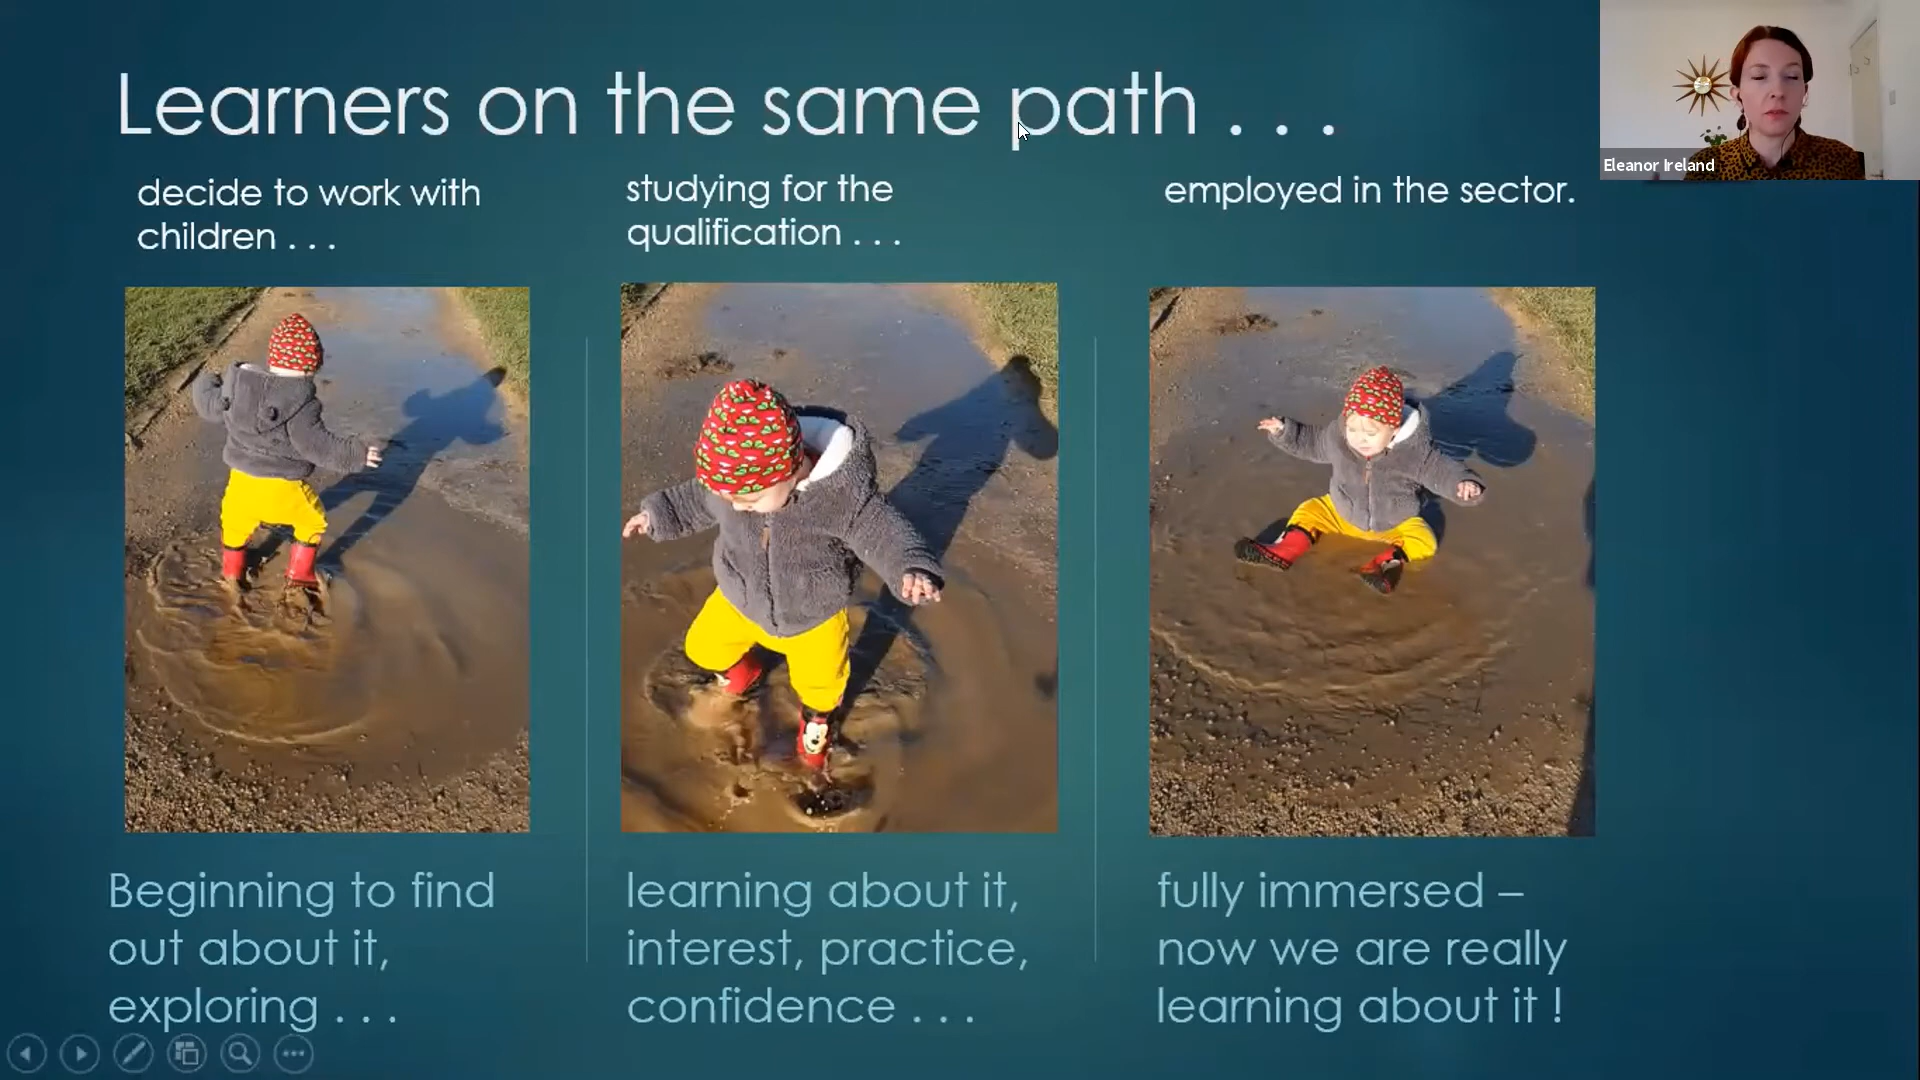 Learners on the same path . . .
decide to work with
children . . .
studying for the
qualification . . .
employed in the sector.
Eleanor Ireland
Beginning to find
out about it,
exploring . . .
learning about it,
interest, practice,
confidence . . .
fully immersed –
now we are really
learning about it !